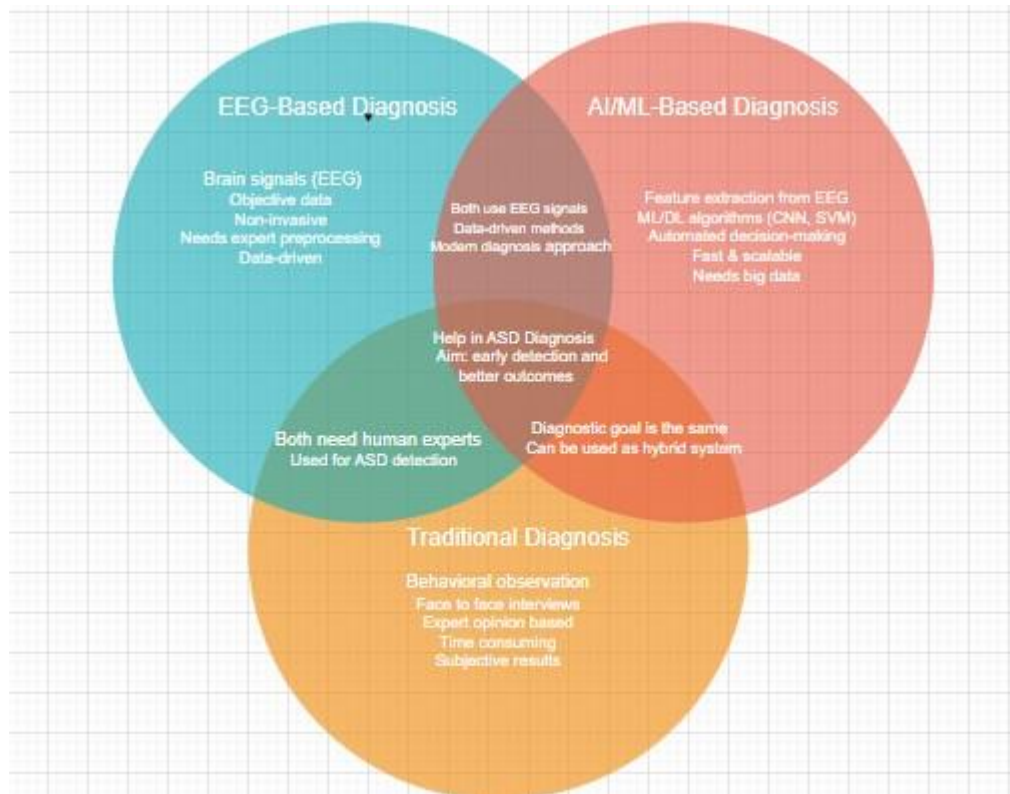 EEG-Based Diagnosis
Brain signals (EEG)
Objective data
Non-invasive
Needs expert preprocessing
Data-driven
AI/ML-Based Diagnosis
Feature extraction from EEG
ML/DL algorithms (CNN, SVM)
Automated decision-making
Fast & scalable
Needs big data
Both use EEG signals
Data-driven methods
Modern diagnosis approach
Help in ASD Diagnosis
Aim: early detection and
better outcomes
Both need human experts
Used for ASD detection
Diagnostic goal is the same
Can be used as hybrid system
Traditional Diagnosis
Behavioral observation
Face to face interviews
Expert opinion based
Time consuming
Subjective results